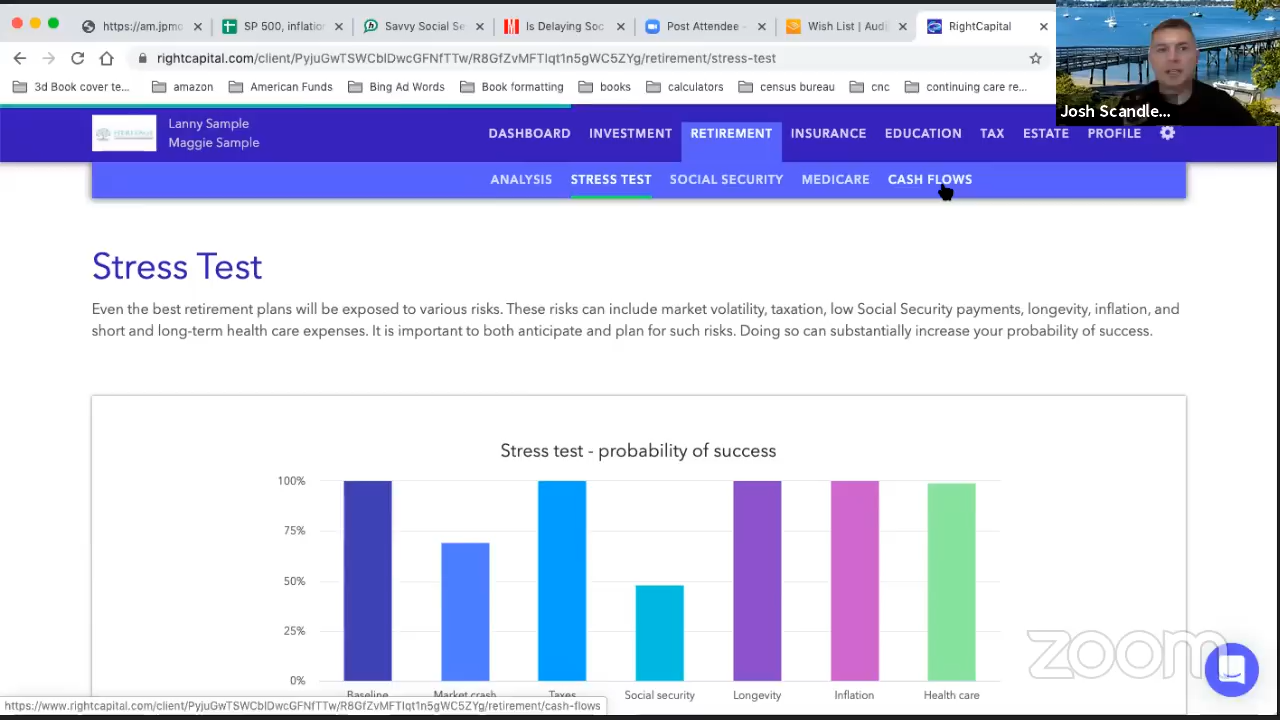 https://am.jpmo
SP 500, inflatio
Savvy Social Se
Is Delaying Soc
Post Attendee -
Wish List | Audi
RightCapital
rightcapital.com/client/PyjuGwTSWCblDwcGFNfTTw/R8GfZvMFTIqt1n5gWC5ZYg/retirement/stress-test
3d Book cover te...
amazon
American Funds
Bing Ad Words
Book formatting
books
calculators
census bureau
cnc
continuing care re...
Josh Scandle...
Lanny Sample
Maggie Sample
DASHBOARD
INVESTMENT
RETIREMENT
INSURANCE
EDUCATION
TAX
ESTATE
PROFILE
ANALYSIS
STRESS TEST
SOCIAL SECURITY
MEDICARE
CASH FLOWS
Stress Test
Even the best retirement plans will be exposed to various risks. These risks can include market volatility, taxation, low Social Security payments, longevity, inflation, and
short and long-term health care expenses. It is important to both anticipate and plan for such risks. Doing so can substantially increase your probability of success.
Stress test - probability of success
100%
75%
50%
25%
0%
Baseline
Market crash
Taxes
Social security
Longevity
Inflation
Health care
zoom
https://www.rightcapital.com/client/PyjuGwTSWCblDwcGFNfTTw/R8GfZvMFTIqt1n5gWC5ZYg/retirement/cash-flows